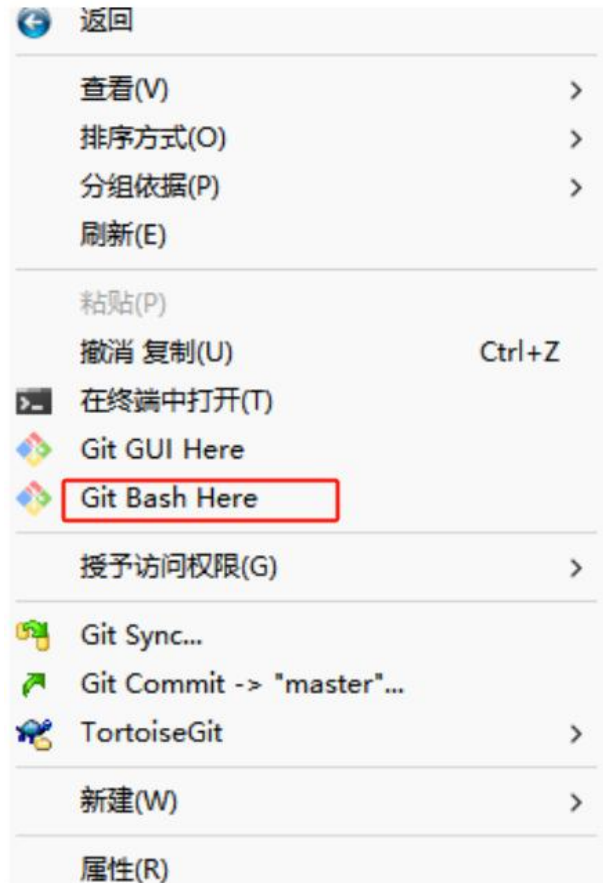 返回
查看(V)
排序方式(O)
分组依据(P)
刷新(E)
粘贴(P)
撤消 复制(U) Ctrl+Z
在终端中打开(T)
Git GUI Here
Git Bash Here
授予访问权限(G)
Git Sync...
Git Commit -> "master"...
TortoiseGit
新建(W)
属性(R)